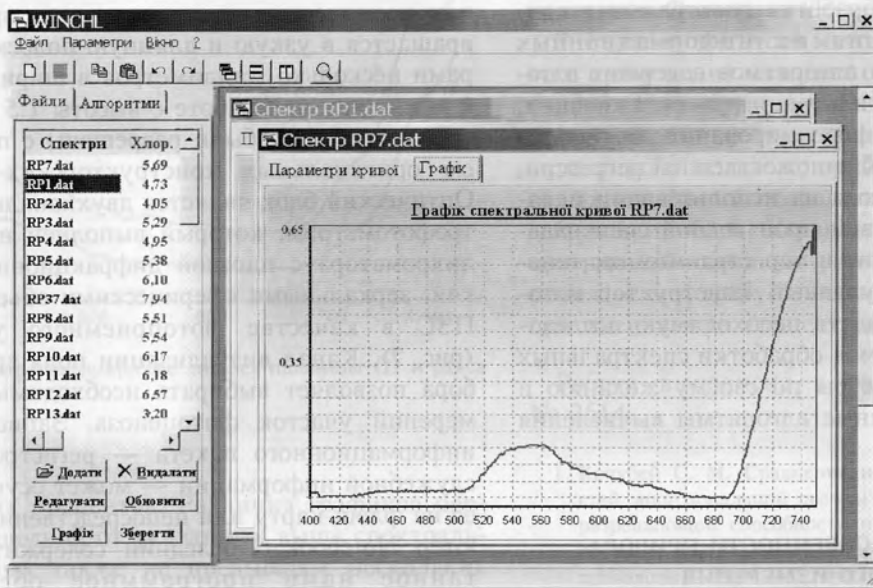 WINCHL
Файл Параметри Вікно ?
Файли Алгоритми
Спектри Хлор.
RP7.dat 5,69
RP1.dat 4,73
RP2.dat 4,05
RP3.dat 5,29
RP4.dat 4,95
RP5.dat 5,38
RP6.dat 6,10
RP37.dat 7,94
RP8.dat 5,51
RP9.dat 5,54
RP10.dat 6,17
RP11.dat 6,18
RP12.dat 6,57
RP13.dat 3,20
Додати Видалати
Редагувати Обновити
Графік Зберегти
Спектр RP1.dat
П
Спектр RP7.dat
Параметри кривої Графік
Графік спектральної кривої RP7.dat
0,65
0,35
400 420 440 460 480 500 520 540 560 580 600 620 640 660 680 700 720 740